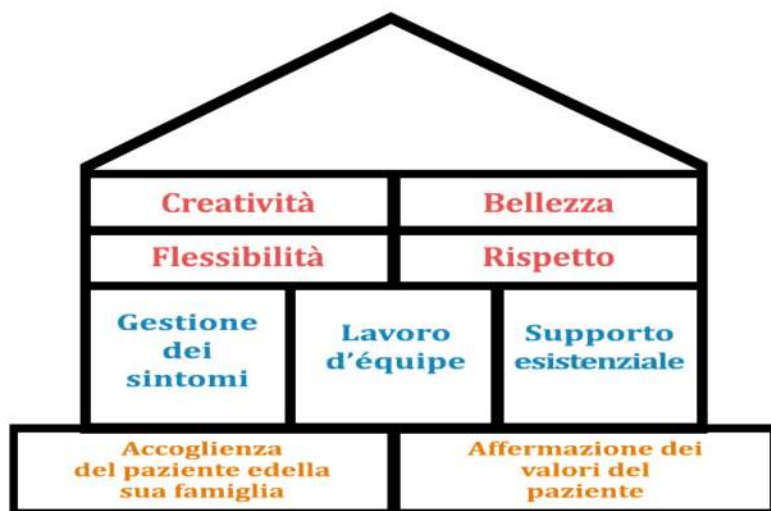 Creatività
Bellezza
Flessibilità
Rispetto
Gestione
dei
sintomi
Lavoro
d'équipe
Supporto
esistenziale
Accoglienza
del paziente edella
sua famiglia
Affermazione dei
valori del
paziente